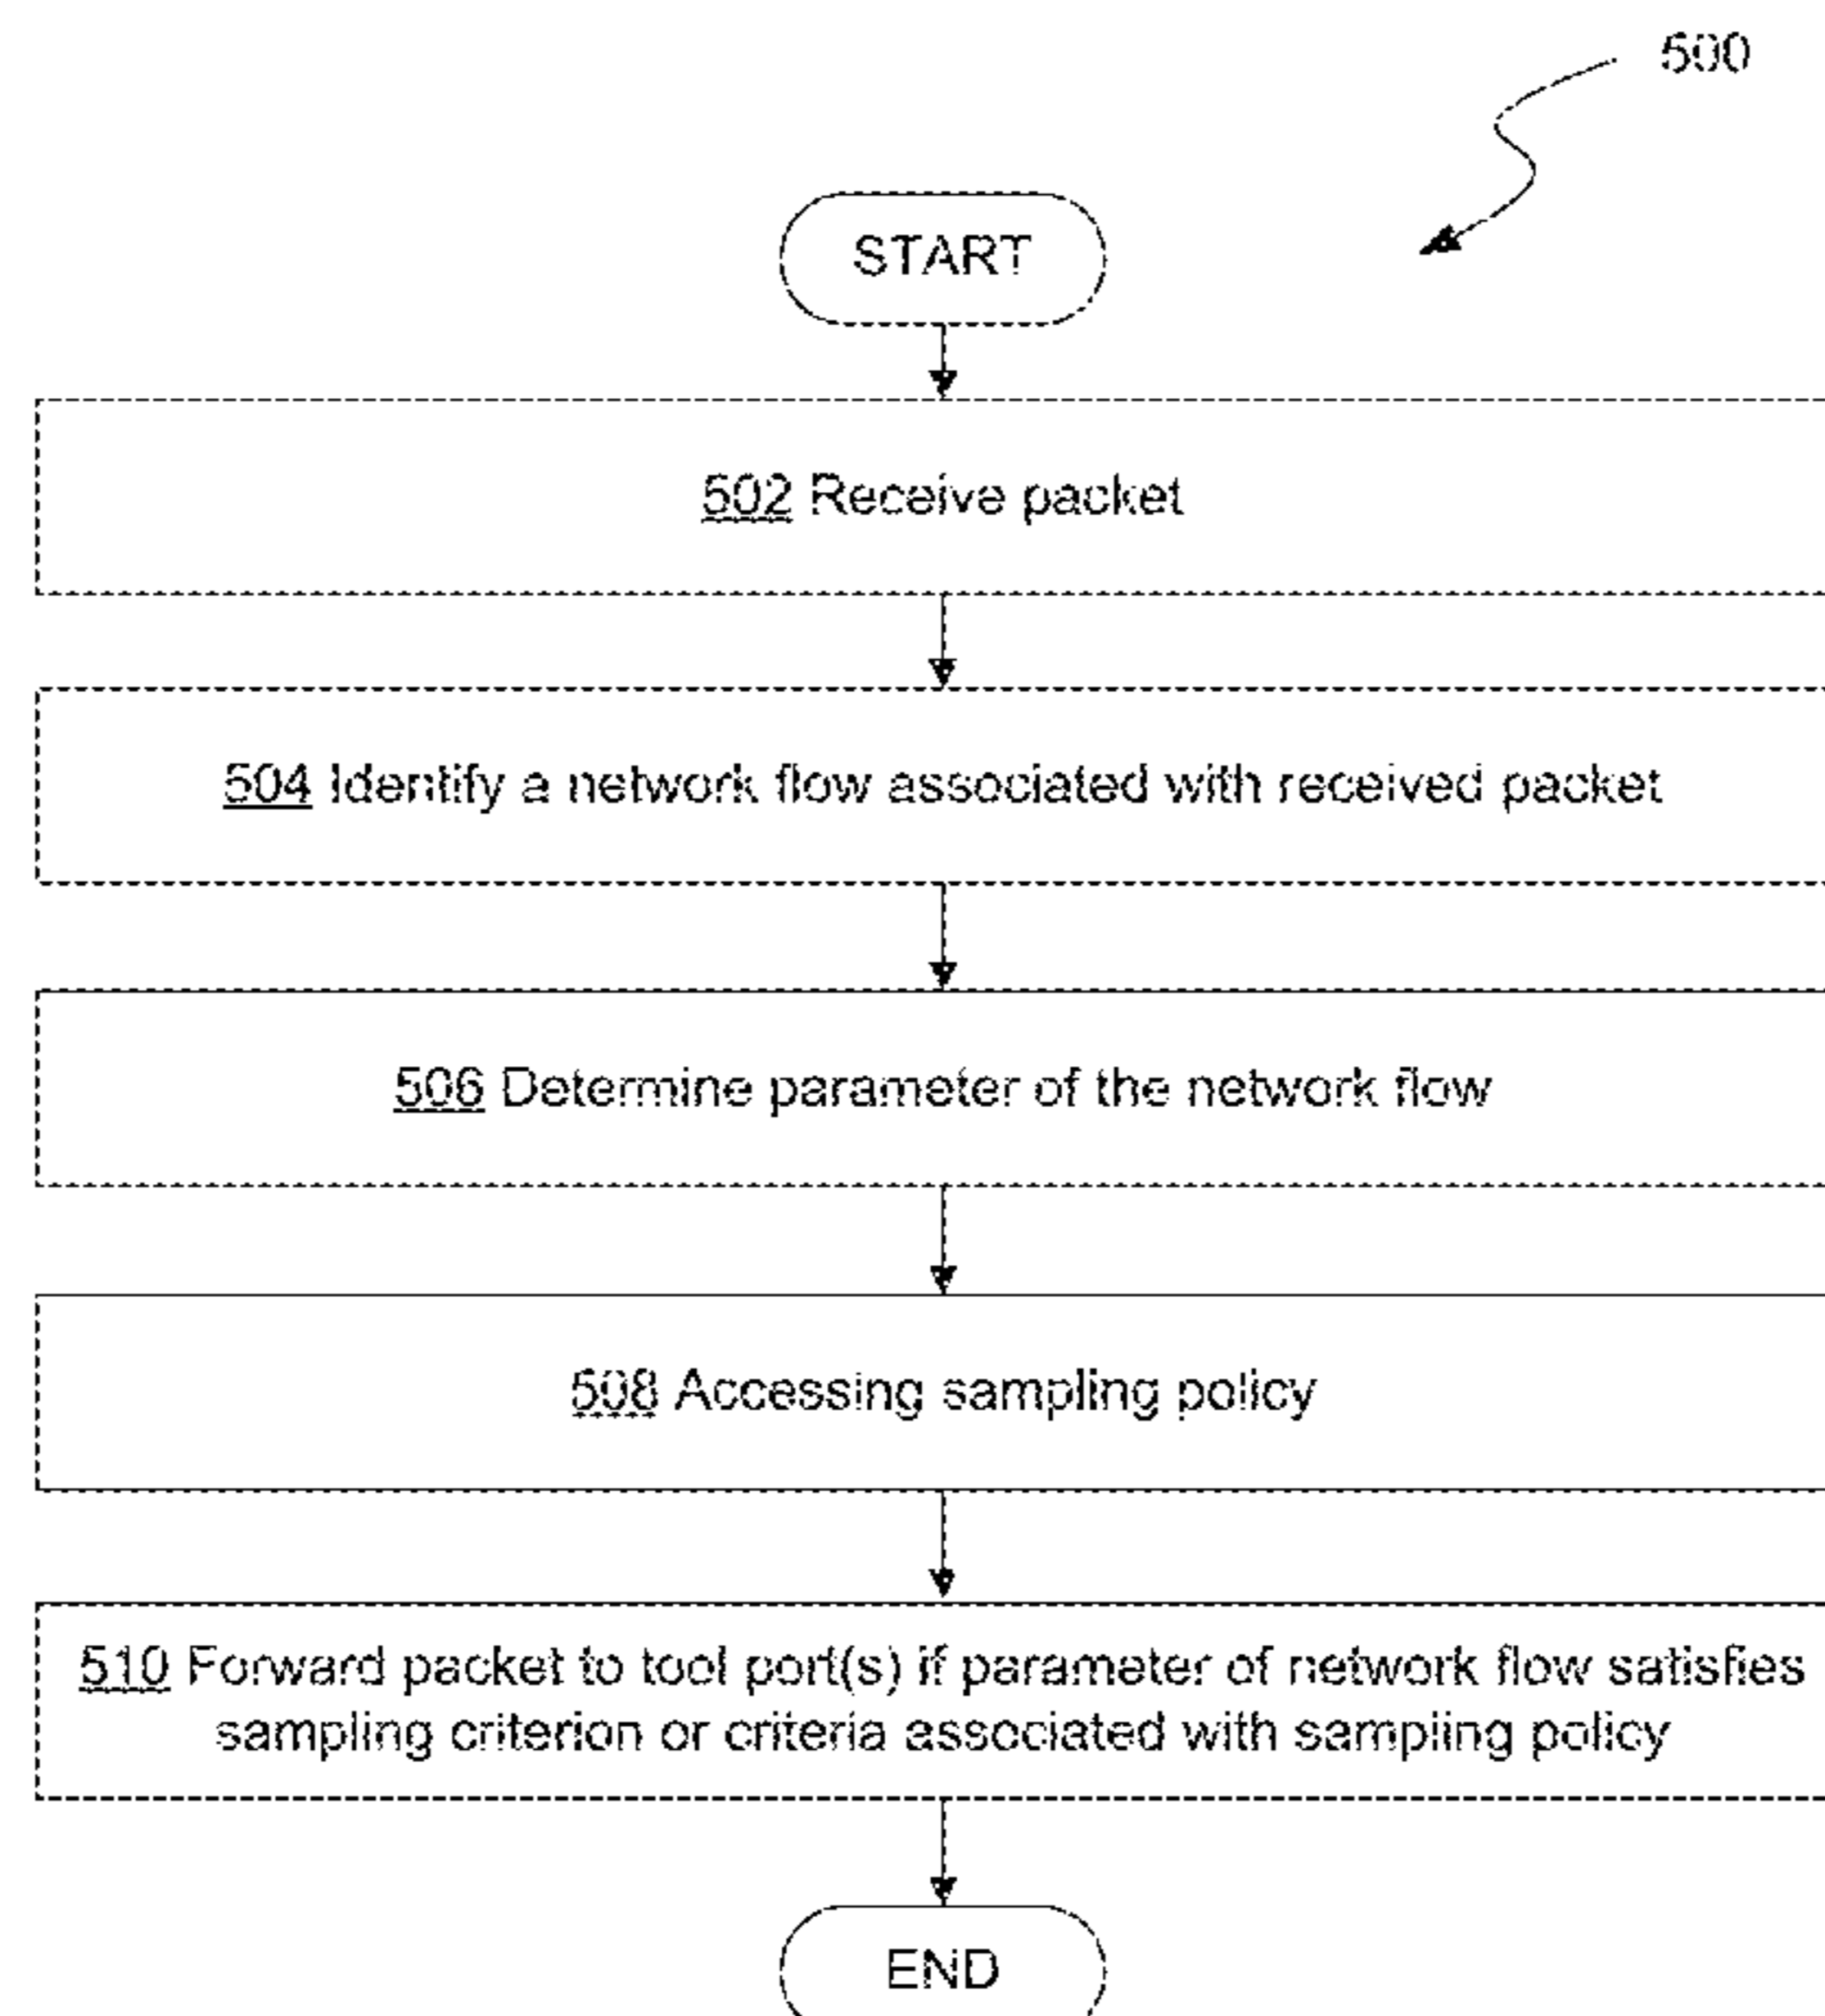 500
START
502 Receive packet
504 Identify a network flow associated with received packet
506 Determine parameter of the network flow
508 Accessing sampling policy
510 Forward packet to tool port(s) if parameter of network flow satisfies
sampling criterion or criteria associated with sampling policy
END